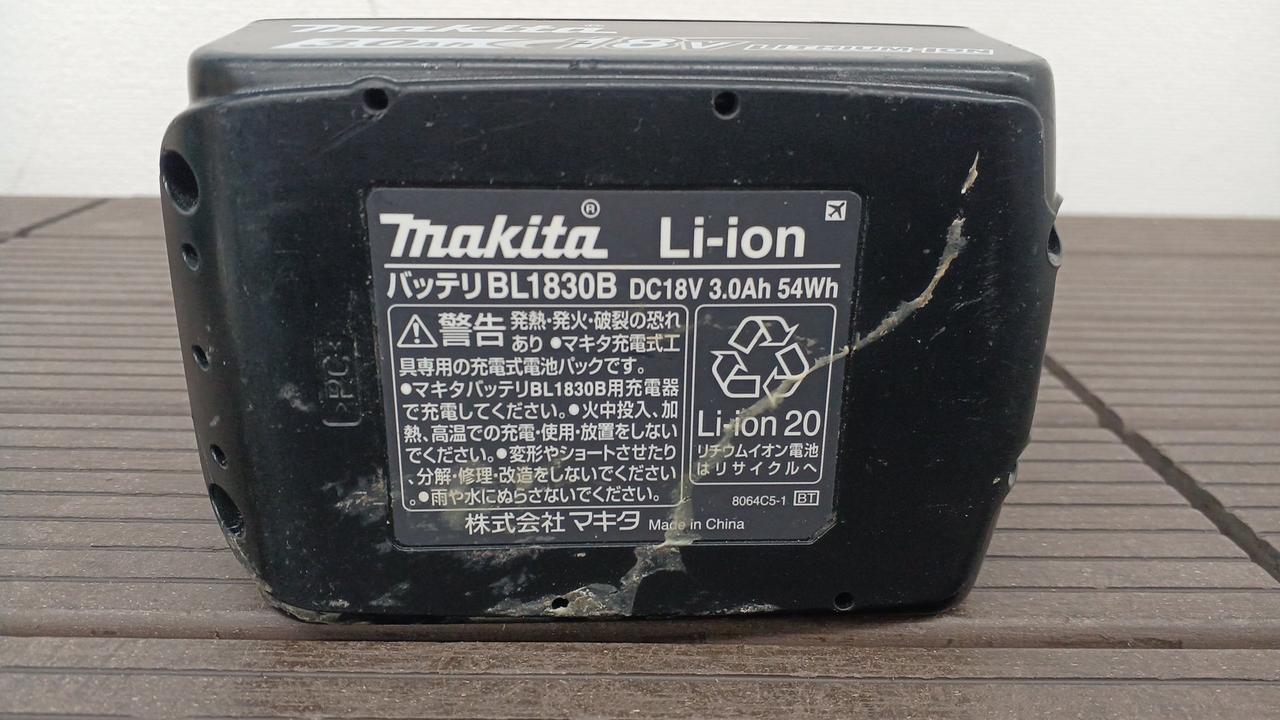 makita
3.0Ah 18V LITHIUM-ION
makita® Li-ion
バッテリBL1830B DC18V 3.0Ah 54Wh
警告 発熱・発火・破裂の恐れ
あり ●マキタ充電式工
具専用の充電式電池パックです。
●マキタバッテリBL1830B用充電器
で充電してください。●火中投入、加
熱、高温での充電・使用・放置をしない
でください。●変形やショートさせたり
、分解・修理・改造をしないでください
。●雨や水にぬらさないでください。
Li-ion 20
リチウムイオン電池
はリサイクルへ
8064C5-1 BT
株式会社マキタ Made in China
>PC<